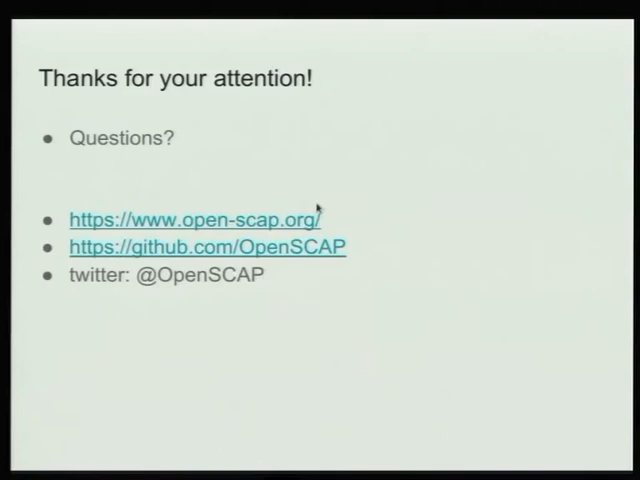 Thanks for your attention!
● Questions?
● https://www.open-scap.org/
● https://github.com/OpenSCAP
● twitter: @OpenSCAP